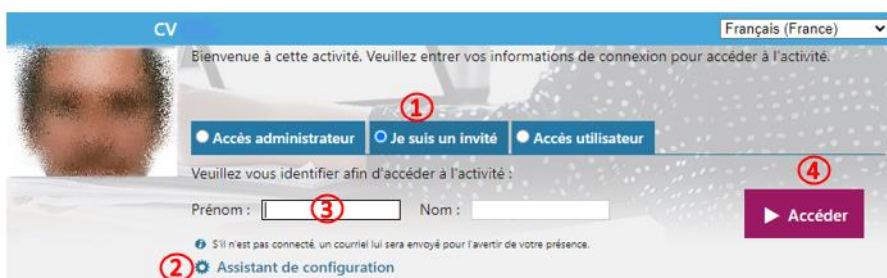 CV
Français (France)
Bienvenue à cette activité. Veuillez entrer vos informations de connexion pour accéder à l'activité.
①
Accès administrateur Je suis un invité Accès utilisateur
Veuillez vous identifier afin d'accéder à l'activité :
④
Prénom : ③ Nom :
Accéder
S'il n'est pas connecté, un courriel lui sera envoyé pour l'avertir de votre présence.
② Assistant de configuration